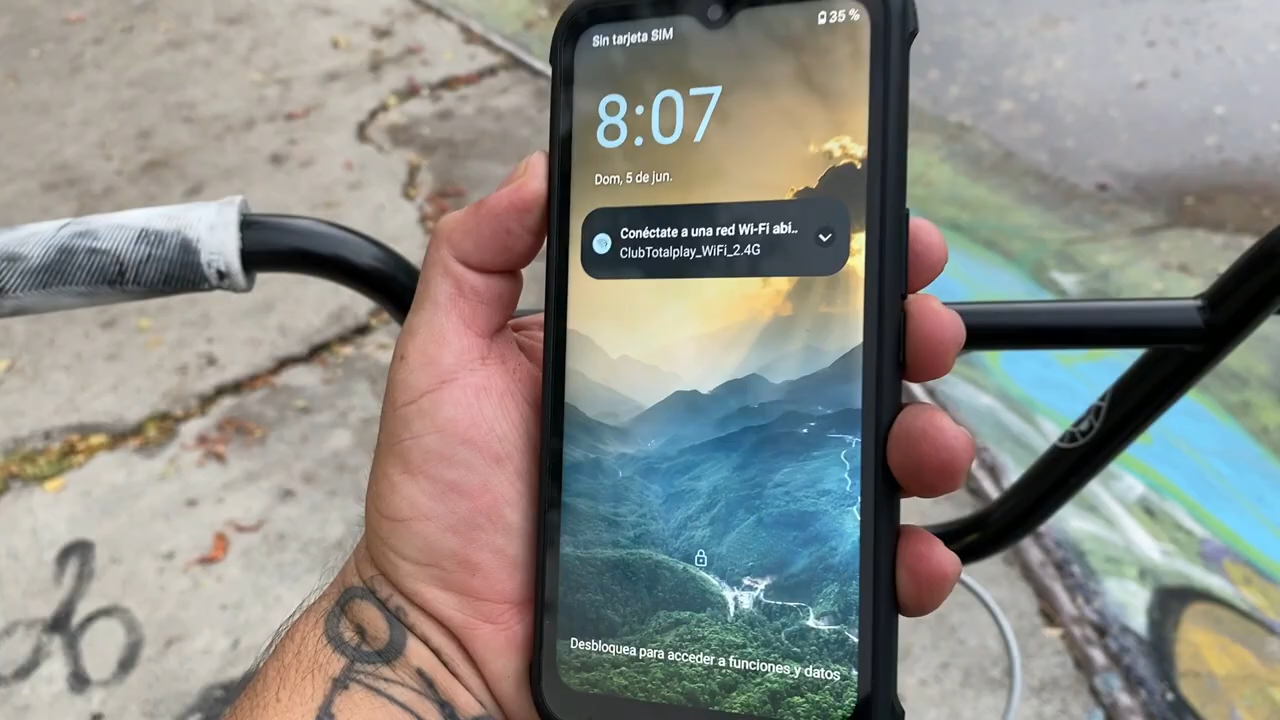 Sin tarjeta SIM
35 %
8:07
Dom, 5 de jun.
Conéctate a una red Wi-Fi abi..
ClubTotalplay_WiFi_2.4G
Desbloquea para acceder a funciones y datos